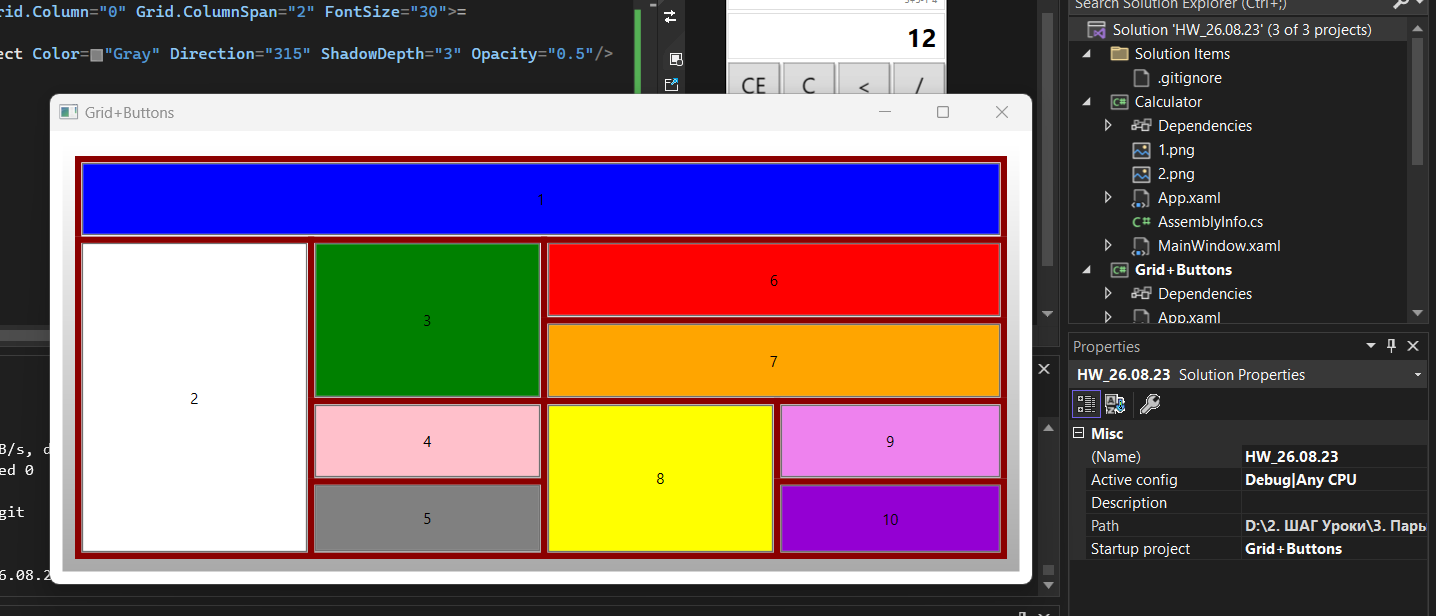 rid.Column="0" Grid.ColumnSpan="2" FontSize="30">=
ect Color="Gray" Direction="315" ShadowDepth="3" Opacity="0.5"/>
12
CE C < /
Grid+Buttons
1
2
3
4
5
6
7
8
9
10
B/s, d
ed 0
git
6.08.2
Search Solution Explorer (Ctrl+;)
Solution 'HW_26.08.23' (3 of 3 projects)
Solution Items
.gitignore
C# Calculator
Dependencies
1.png
2.png
App.xaml
C# AssemblyInfo.cs
MainWindow.xaml
C# Grid+Buttons
Dependencies
App.xaml
Properties
HW_26.08.23 Solution Properties
Misc
(Name) HW_26.08.23
Active config Debug|Any CPU
Description
Path D:\2. ШАГ Уроки\3. Парь
Startup project Grid+Buttons